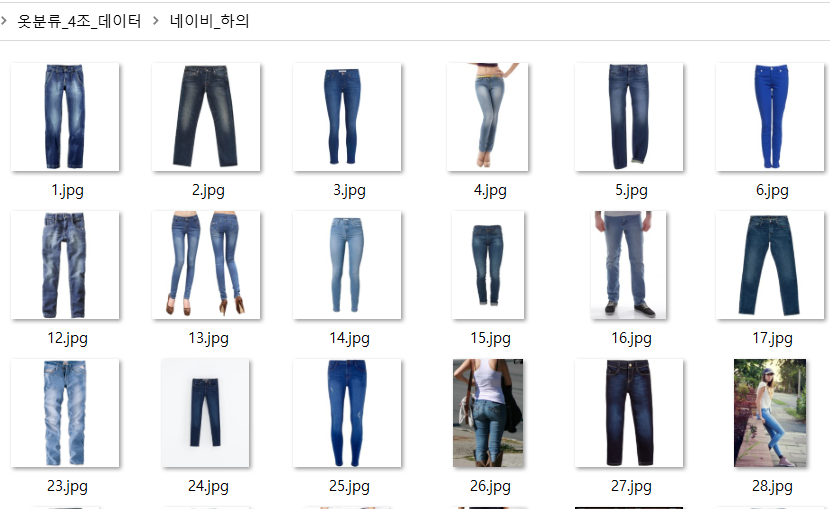 옷분류_4조_데이터 > 네이비_하의
1.jpg 2.jpg 3.jpg 4.jpg 5.jpg 6.jpg
12.jpg 13.jpg 14.jpg 15.jpg 16.jpg 17.jpg
23.jpg 24.jpg 25.jpg 26.jpg 27.jpg 28.jpg